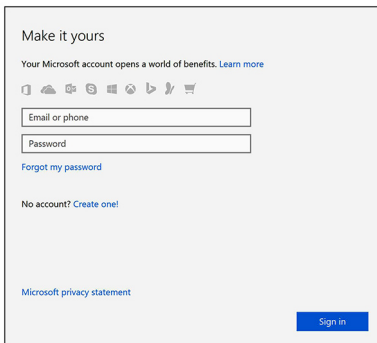 Make it yours
Your Microsoft account opens a world of benefits. Learn more
Email or phone
Password
Forgot my password
No account? Create one!
Microsoft privacy statement
Sign in